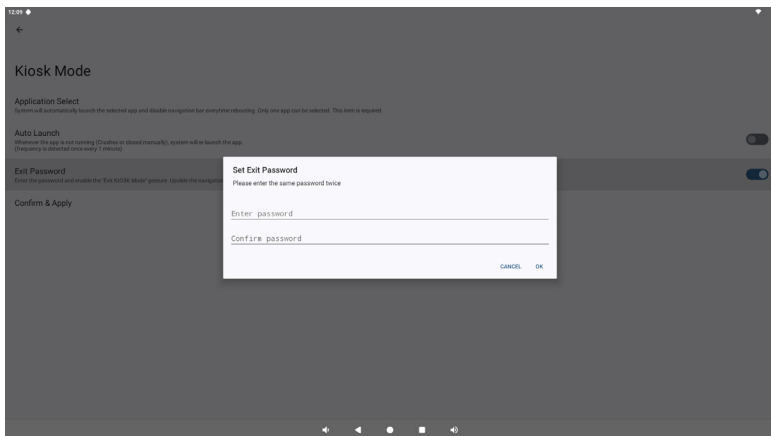 12:09
Kiosk Mode
Application Select
System will automatically launch the selected app and disable navigation bar everytime rebooting. Only one app can be selected. This item is required.
Auto Launch
Whenever the app is not running (Crashes or closed manually), system will re-launch the app.
(frequency is detected once every 1 minute)
Exit Password
Enter the password and enable the "Exit KIOSK Mode" gesture. Update the navigation
Confirm & Apply
Set Exit Password
Please enter the same password twice
Enter password
Confirm password
CANCEL OK